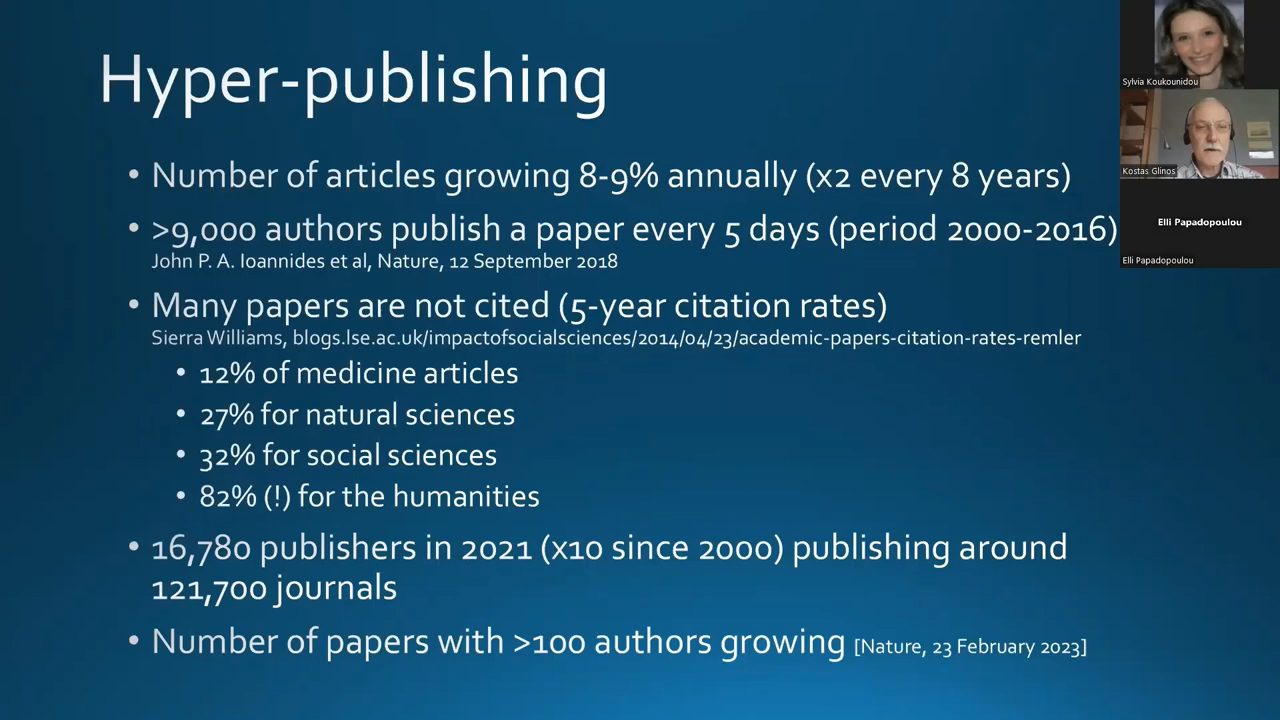 Hyper-publishing
• Number of articles growing 8-9% annually (x2 every 8 years)
• >9,000 authors publish a paper every 5 days (period 2000-2016)
John P. A. Ioannides et al, Nature, 12 September 2018
• Many papers are not cited (5-year citation rates)
Sierra Williams, blogs.lse.ac.uk/impactofsocialsciences/2014/04/23/academic-papers-citation-rates-remler
• 12% of medicine articles
• 27% for natural sciences
• 32% for social sciences
• 82% (!) for the humanities
• 16,780 publishers in 2021 (x10 since 2000) publishing around
121,700 journals
• Number of papers with >100 authors growing [Nature, 23 February 2023]
Sylvia Koukounidou
Kostas Glinos
Elli Papadopoulou
Elli Papadopoulou